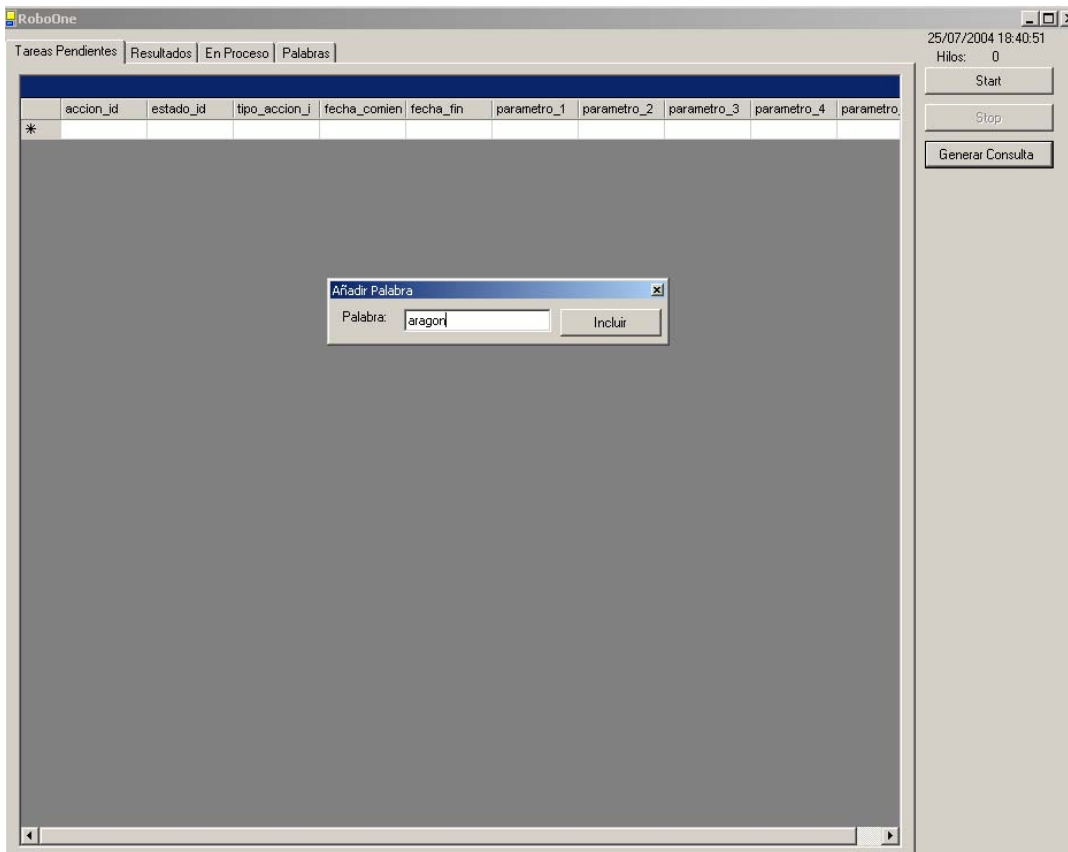 RoboOne
25/07/2004 18:40:51
Tareas Pendientes Resultados En Proceso Palabras
Hilos: 0
Start
accion_id estado_id tipo_accion_i fecha_comien fecha_fin parametro_1 parametro_2 parametro_3 parametro_4 parametro_
*
Stop
Generar Consulta
Añadir Palabra
Palabra: aragon Incluir